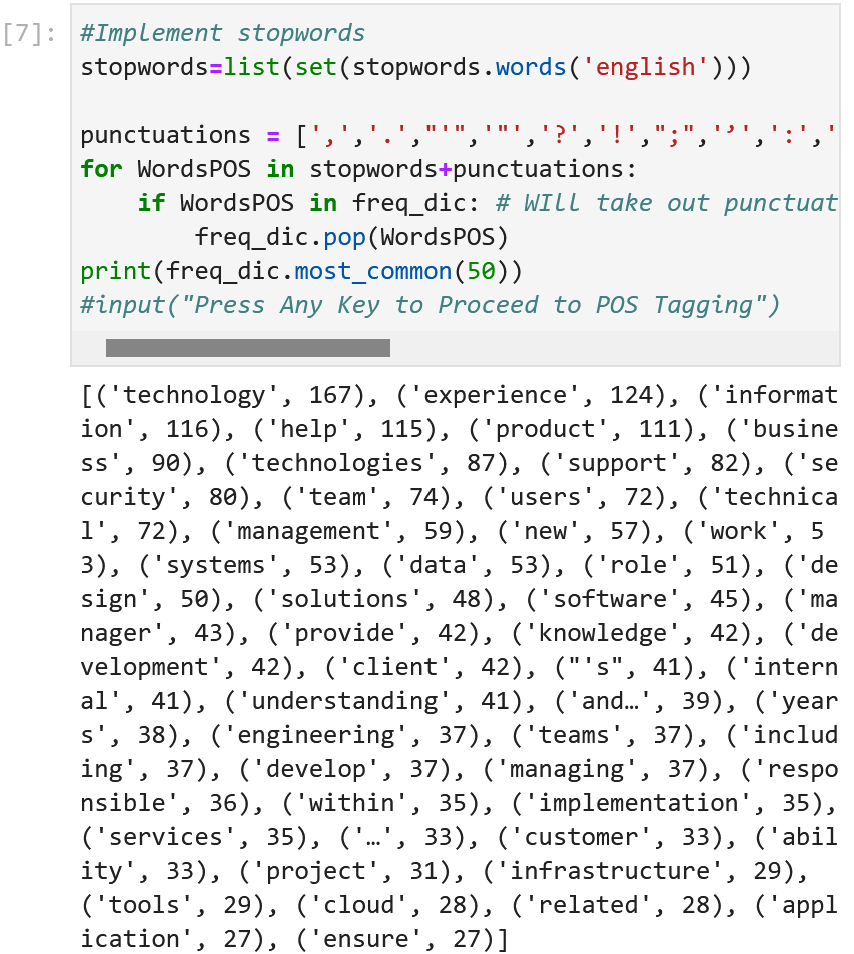 [7]: #Implement stopwords
stopwords=list(set(stopwords.words('english')))

punctuations = [',','.',"'",'"','?','!',";",'’',':','
for WordsPOS in stopwords+punctuations:
    if WordsPOS in freq_dic: # WIll take out punctuat
        freq_dic.pop(WordsPOS)
print(freq_dic.most_common(50))
#input("Press Any Key to Proceed to POS Tagging")
[('technology', 167), ('experience', 124), ('informat
ion', 116), ('help', 115), ('product', 111), ('busine
ss', 90), ('technologies', 87), ('support', 82), ('se
curity', 80), ('team', 74), ('users', 72), ('technica
l', 72), ('management', 59), ('new', 57), ('work', 5
3), ('systems', 53), ('data', 53), ('role', 51), ('de
sign', 50), ('solutions', 48), ('software', 45), ('ma
nager', 43), ('provide', 42), ('knowledge', 42), ('de
velopment', 42), ('client', 42), ("'s", 41), ('intern
al', 41), ('understanding', 41), ('and…', 39), ('year
s', 38), ('engineering', 37), ('teams', 37), ('includ
ing', 37), ('develop', 37), ('managing', 37), ('respo
nsible', 36), ('within', 35), ('implementation', 35),
('services', 35), ('…', 33), ('customer', 33), ('abil
ity', 33), ('project', 31), ('infrastructure', 29),
('tools', 29), ('cloud', 28), ('related', 28), ('appl
ication', 27), ('ensure', 27)]